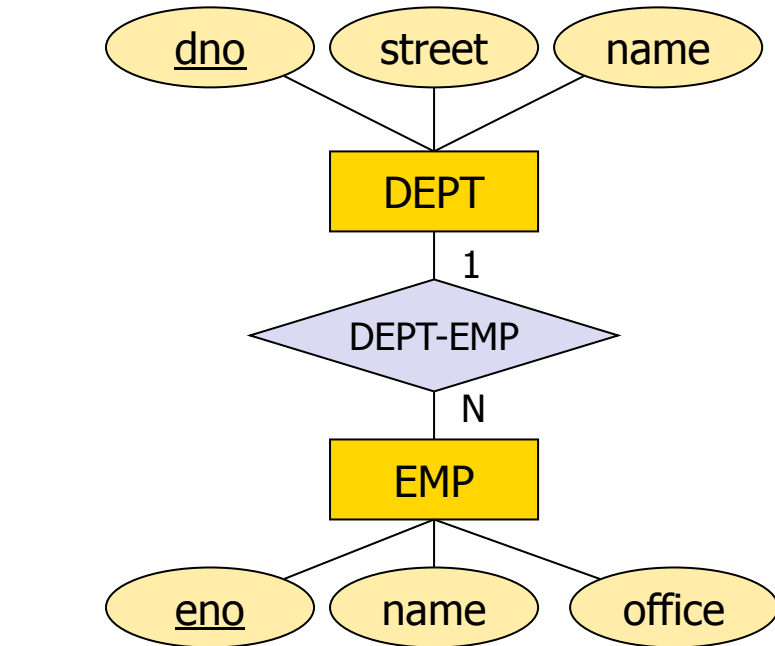 dno street name
DEPT
1
DEPT-EMP
N
EMP
eno name office